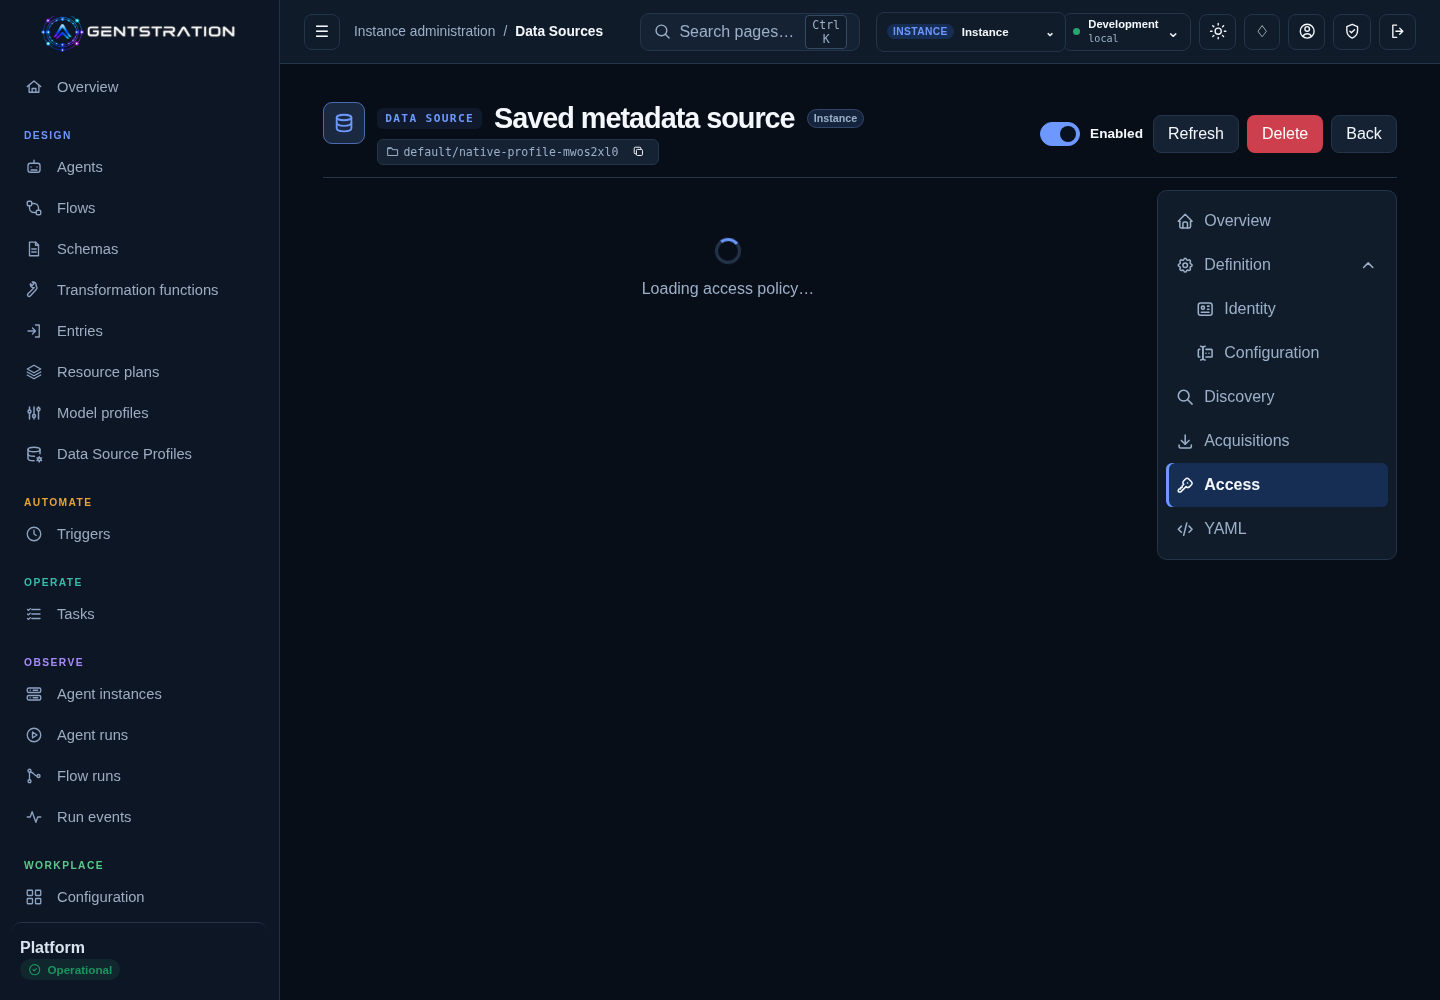 GENTSTRATION
Overview
DESIGN
Agents
Flows
Schemas
Transformation functions
Entries
Resource plans
Model profiles
Data Source Profiles
AUTOMATE
Triggers
OPERATE
Tasks
OBSERVE
Agent instances
Agent runs
Flow runs
Run events
WORKPLACE
Configuration
Platform
Operational
Instance administration / Data Sources
Search pages… Ctrl K
INSTANCE Instance
Development
local
DATA SOURCE Saved metadata source Instance
default/native-profile-mwos2xl0
Enabled Refresh Delete Back
Loading access policy…
Overview
Definition
Identity
Configuration
Discovery
Acquisitions
Access
YAML